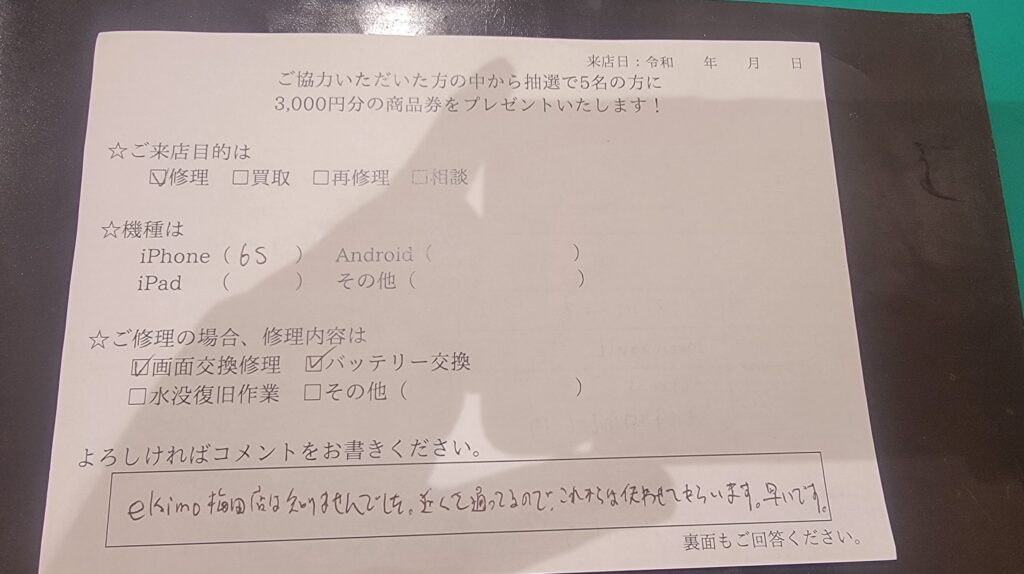 来店日：令和　年　月　日
ご協力いただいた方の中から抽選で5名の方に
3,000円分の商品券をプレゼントいたします！
☆ご来店目的は
☑修理 □買取 □再修理 □相談
☆機種は
iPhone（6S　）　Android（　　　）
iPad　（　　）　その他（　　　）
☆ご修理の場合、修理内容は
☑画面交換修理 ☑バッテリー交換
□水没復旧作業 □その他（　　　）
よろしければコメントをお書きください。
ekimo梅田店は知りませんでした。近くを通ってるので、これからは使わせてもらいます。早いです。
裏面もご回答ください。